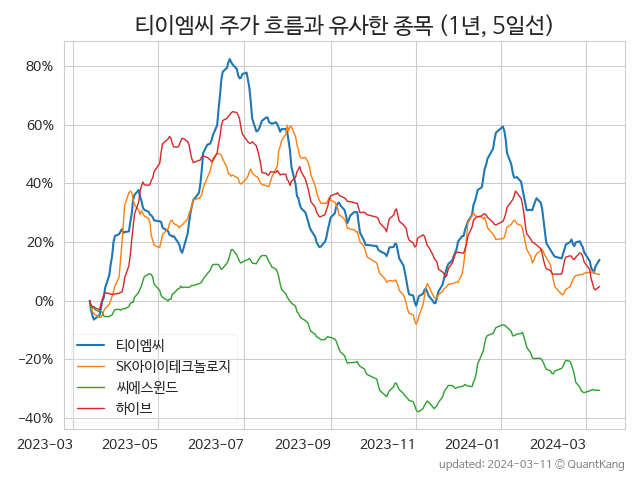 티이엠씨 주가 흐름과 유사한 종목 (1년, 5일선)
80%
60%
40%
20%
0%
−20%
−40%
티이엠씨
SK아이이테크놀로지
씨에스윈드
하이브
2023-03 2023-05 2023-07 2023-09 2023-11 2024-01 2024-03
updated: 2024-03-11 © QuantKang